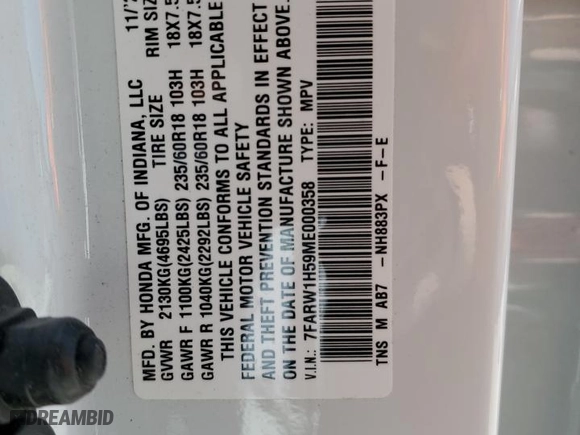 MFD. BY HONDA MFG. OF INDIANA, LLC 11/
GVWR 2130KG(4695LBS) TIRE SIZE RIM SIZ
GAWR F 1100KG(2425LBS) 235/60R18 103H 18X7.5
GAWR R 1040KG(2292LBS) 235/60R18 103H 18X7.5
THIS VEHICLE CONFORMS TO ALL APPLICABLE
FEDERAL MOTOR VEHICLE SAFETY
AND THEFT PREVENTION STANDARDS IN EFFECT
ON THE DATE OF MANUFACTURE SHOWN ABOVE.
V.I.N.: 7FARW1H59ME000358 TYPE: MPV
TNS M AB7 -NH883PX -F-E
DREAMBID